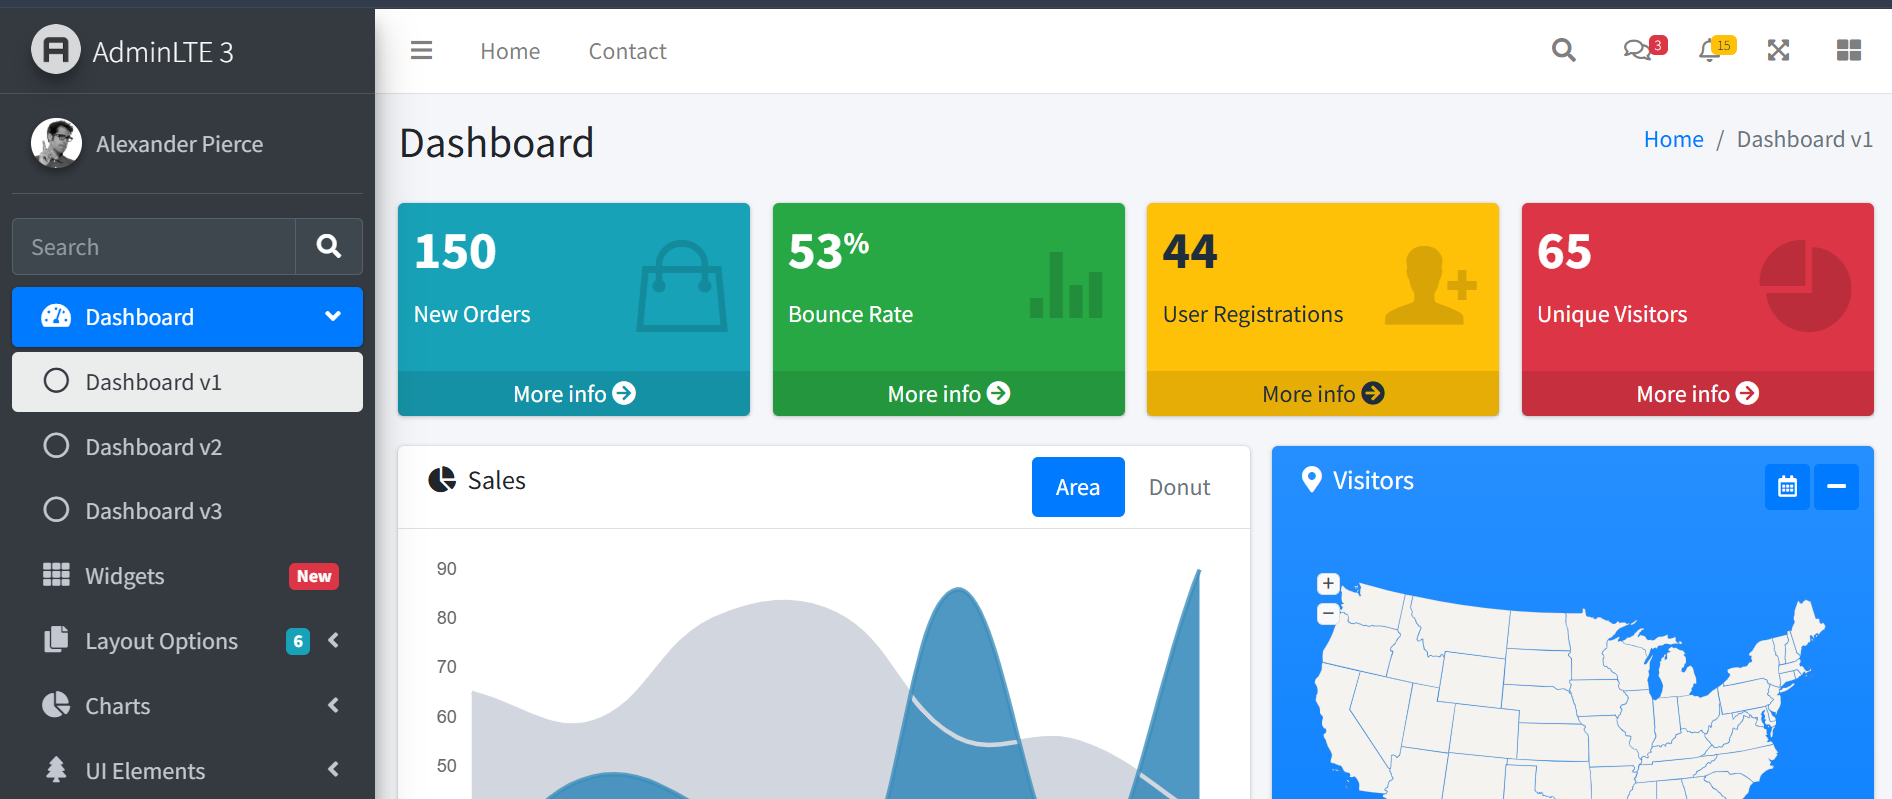 AdminLTE 3
Home
Contact
3
15
Alexander Pierce
Search
Dashboard
Dashboard v1
Dashboard v2
Dashboard v3
Widgets New
Layout Options 6
Charts
UI Elements
Dashboard
Home / Dashboard v1
150
New Orders
More info
53%
Bounce Rate
More info
44
User Registrations
More info
65
Unique Visitors
More info
Sales
Area
Donut
90
80
70
60
50
Visitors
+
−